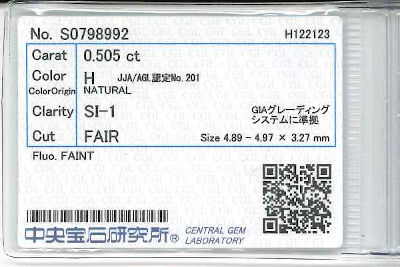 No. S0798992 H122123
Carat 0.505 ct
Color H JJA/AGL認定No.201
ColorOrigin NATURAL
Clarity SI-1 GIAグレーディング
システムに準拠
Cut FAIR Size 4.89 - 4.97 × 3.27 mm
Fluo. FAINT
中央宝石研究所® CENTRAL GEM
LABORATORY